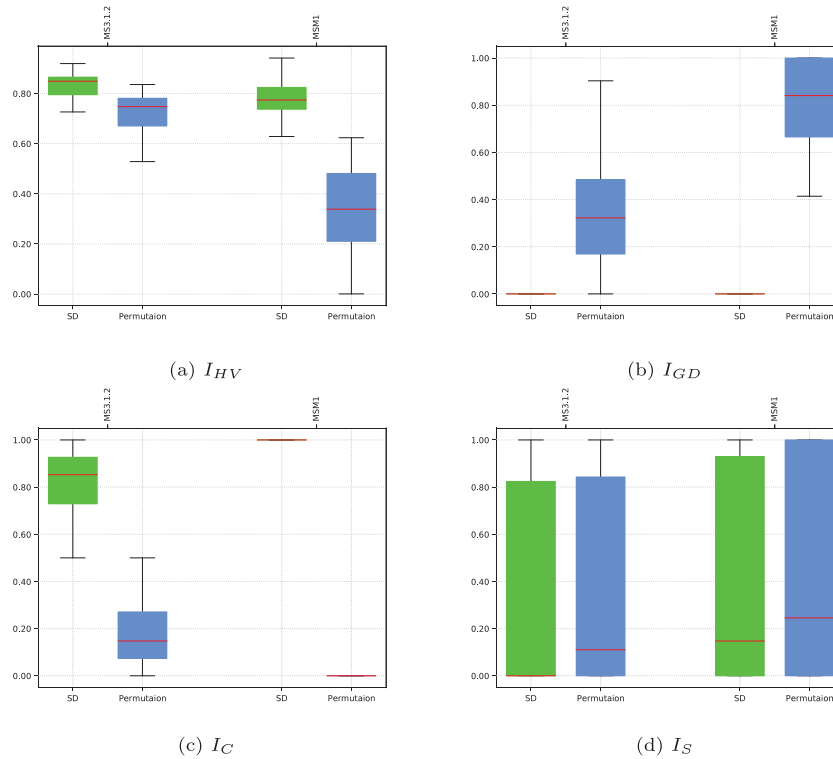 MS3.1.2
MSM1
0.80
0.60
0.40
0.20
0.00
SD
Permutaion
SD
Permutaion
(a) I_{HV}
MS3.1.2
MSM1
1.00
0.80
0.60
0.40
0.20
0.00
SD
Permutaion
SD
Permutaion
(b) I_{GD}
MS3.1.2
MSM1
1.00
0.80
0.60
0.40
0.20
0.00
SD
Permutaion
SD
Permutaion
(c) I_C
MS3.1.2
MSM1
1.00
0.80
0.60
0.40
0.20
0.00
SD
Permutaion
SD
Permutaion
(d) I_S